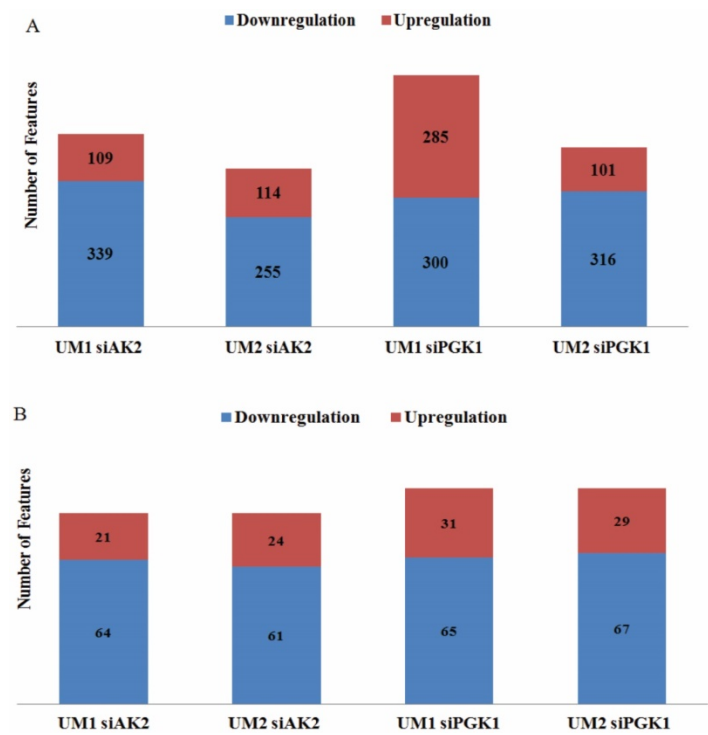 A
Downregulation Upregulation
Number of Features
109
114
285
101
339
255
300
316
UM1 siAK2 UM2 siAK2 UM1 siPGK1 UM2 siPGK1
B
Downregulation Upregulation
Number of Features
21
24
31
29
64
61
65
67
UM1 siAK2 UM2 siAK2 UM1 siPGK1 UM2 siPGK1